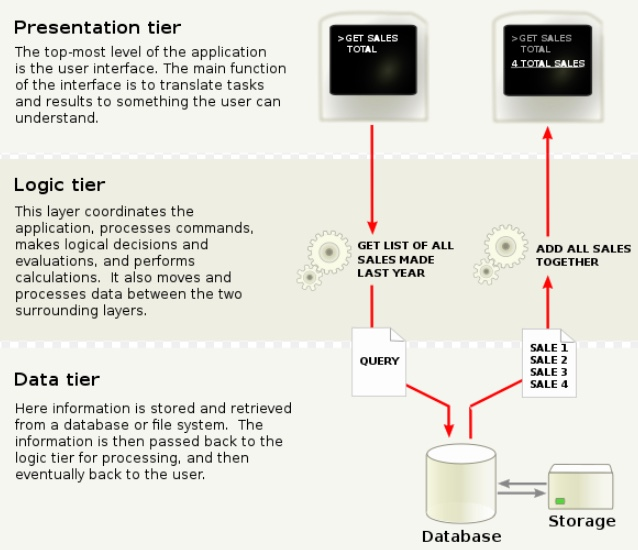 Presentation tier
The top-most level of the application
is the user interface. The main function
of the interface is to translate tasks
and results to something the user can
understand.
>GET SALES
TOTAL
>GET SALES
TOTAL
4 TOTAL SALES
Logic tier
This layer coordinates the
application, processes commands,
makes logical decisions and
evaluations, and performs
calculations.  It also moves and
processes data between the two
surrounding layers.
GET LIST OF ALL
SALES MADE
LAST YEAR
ADD ALL SALES
TOGETHER
QUERY
SALE 1
SALE 2
SALE 3
SALE 4
Data tier
Here information is stored and retrieved
from a database or file system.  The
information is then passed back to the
logic tier for processing, and then
eventually back to the user.
Database
Storage